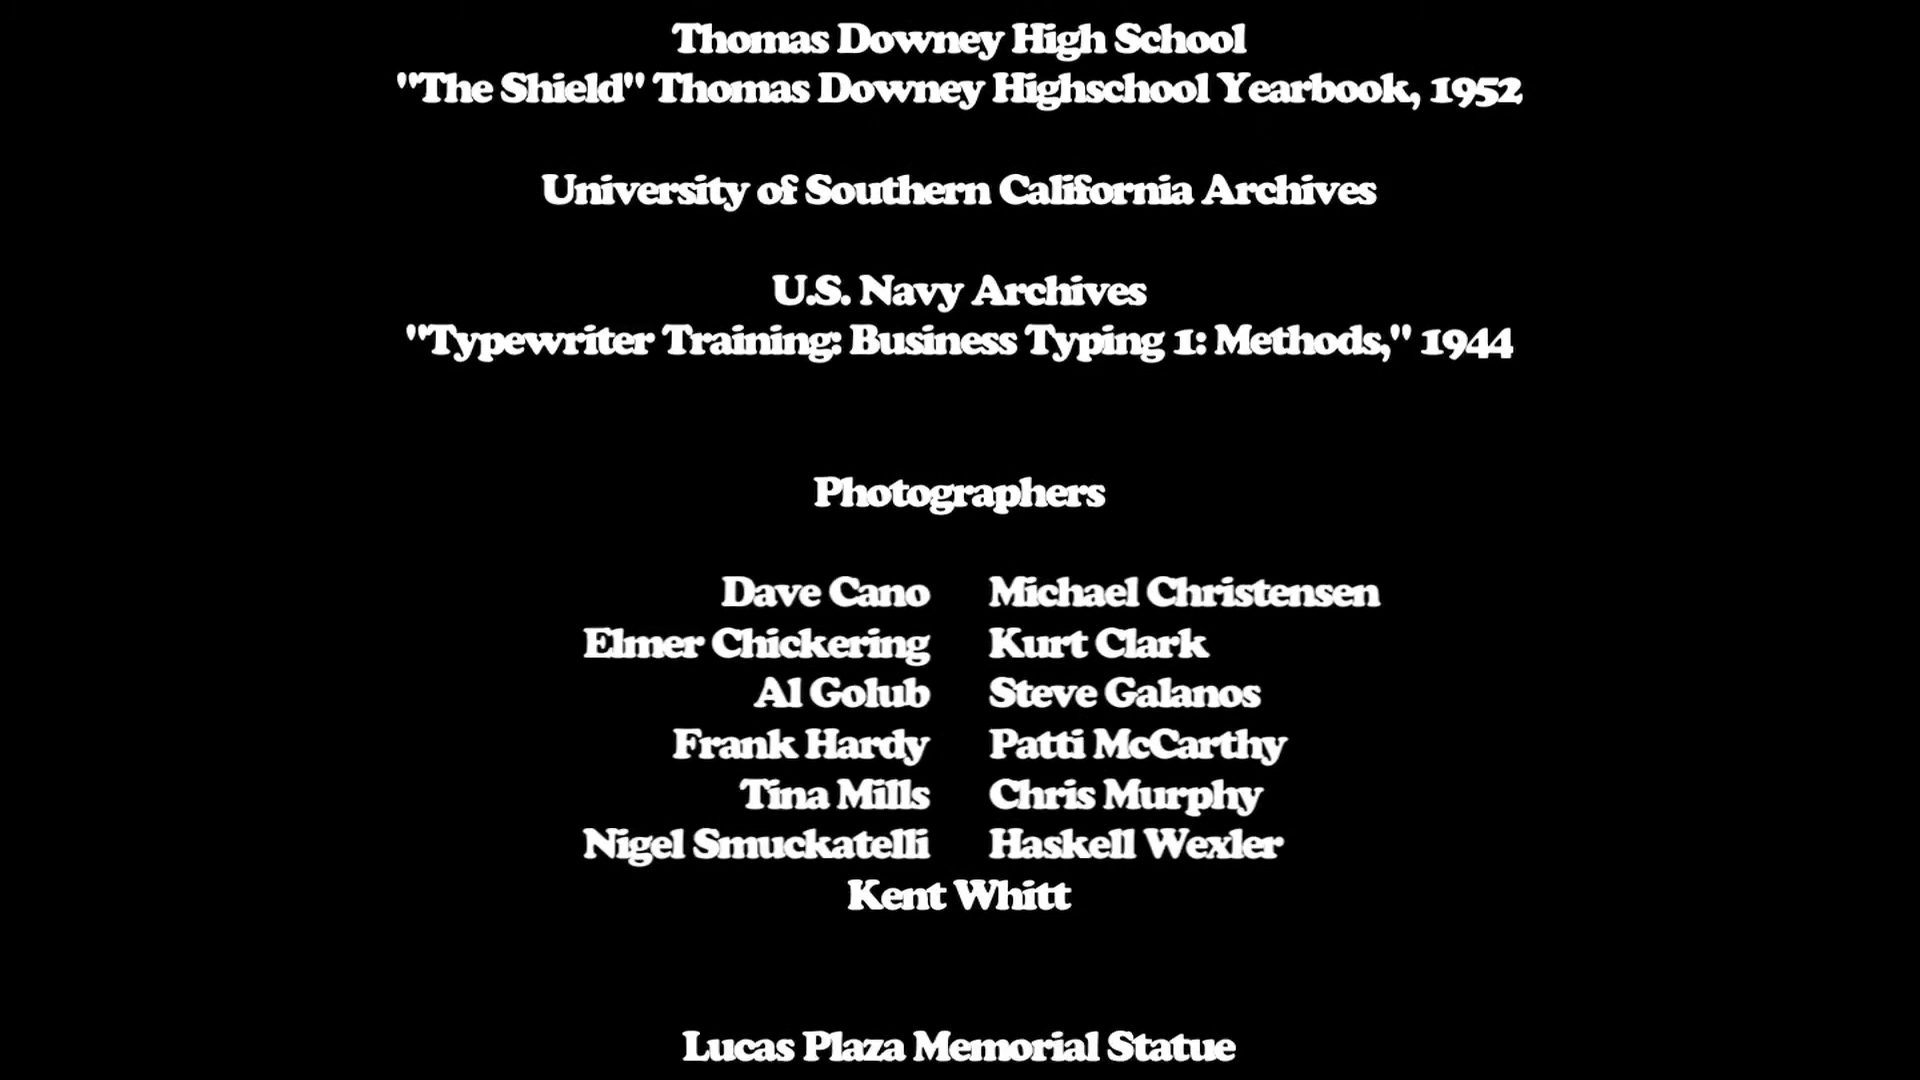 Thomas Downey High School
"The Shield" Thomas Downey Highschool Yearbook, 1952
University of Southern California Archives
U.S. Navy Archives
"Typewriter Training: Business Typing 1: Methods," 1944
Photographers
Dave Cano Michael Christensen
Elmer Chickering Kurt Clark
Al Golub Steve Galanos
Frank Hardy Patti McCarthy
Tina Mills Chris Murphy
Nigel Smuckatelli Haskell Wexler
Kent Whitt
Lucas Plaza Memorial Statue